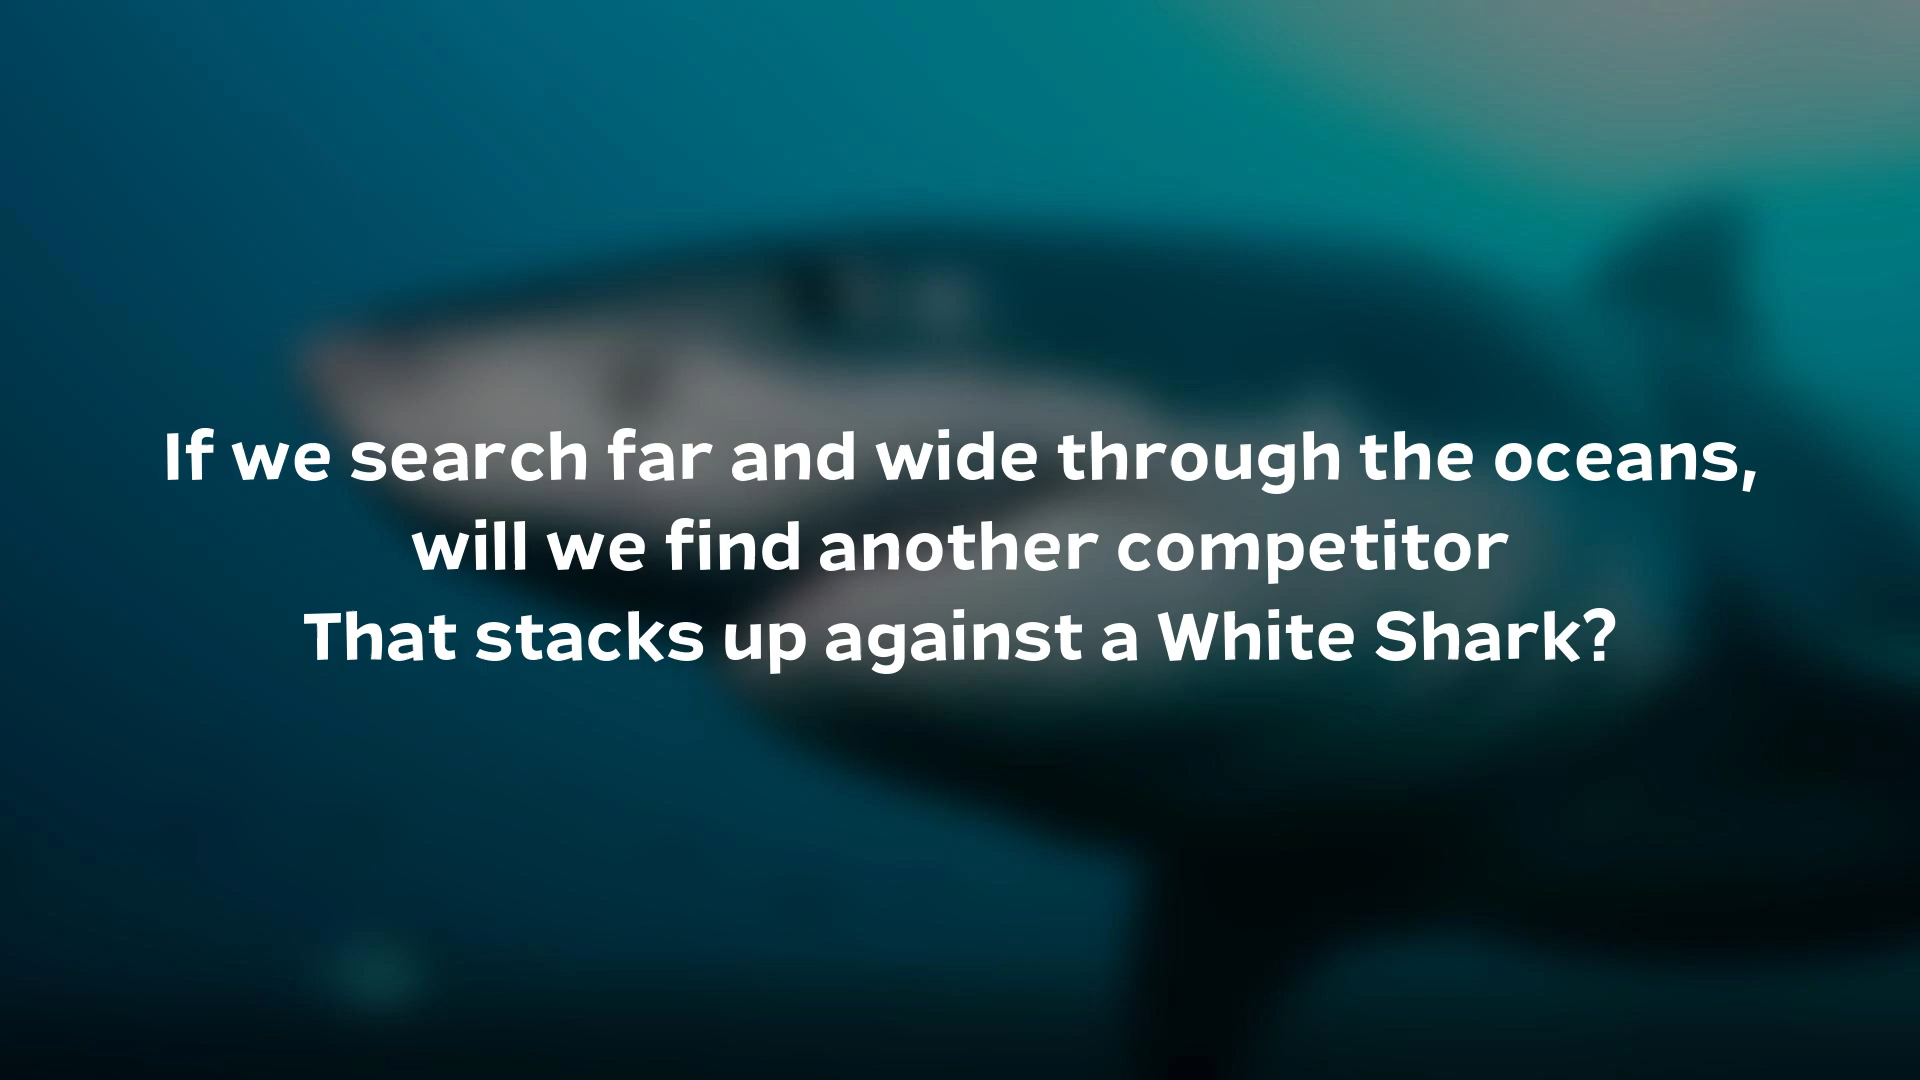 If we search far and wide through the oceans,
will we find another competitor
That stacks up against a White Shark?